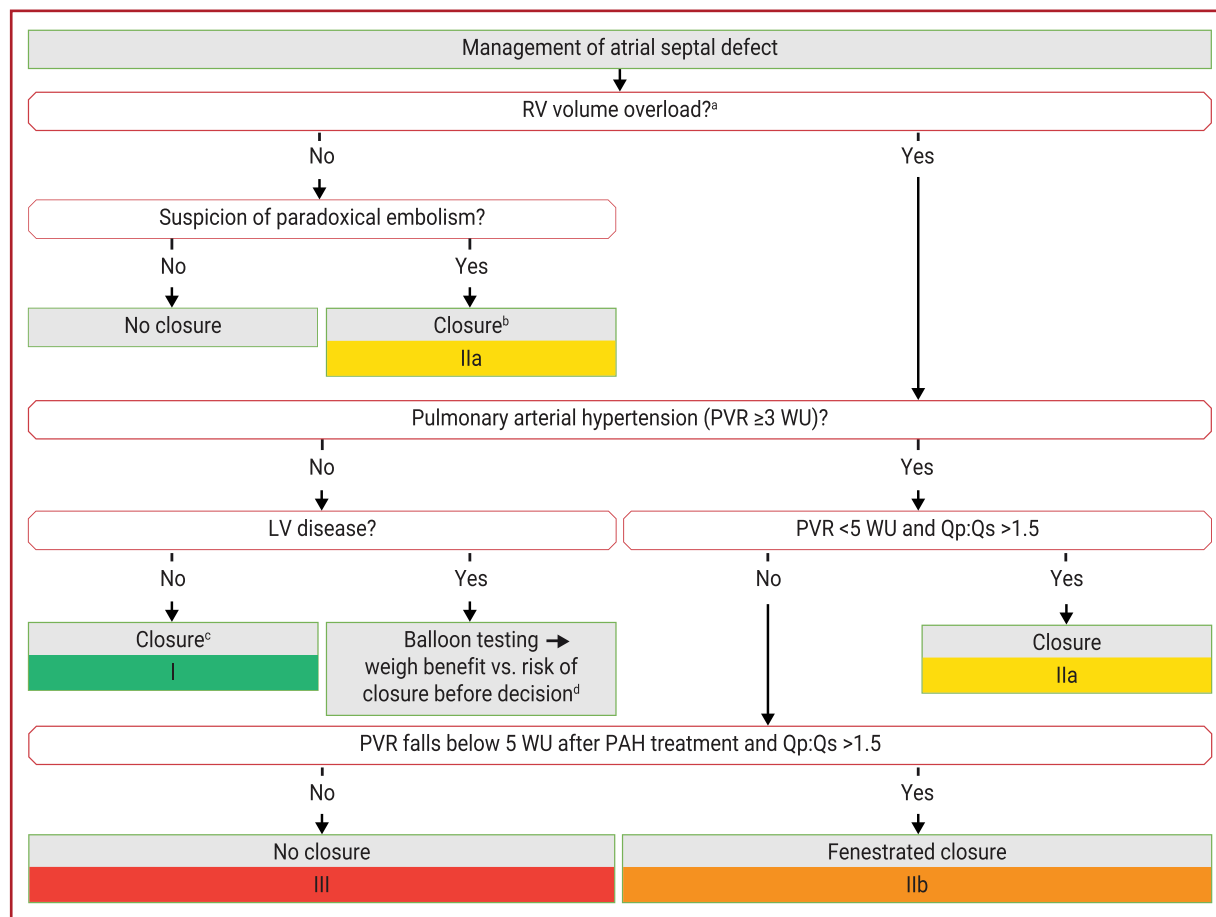 Management of atrial septal defect
RV volume overload?ᵃ
No
Yes
Suspicion of paradoxical embolism?
No
Yes
No closure
Closureᵇ
IIa
Pulmonary arterial hypertension (PVR ≥3 WU)?
No
Yes
LV disease?
PVR <5 WU and Qp:Qs >1.5
No
Yes
No
Yes
Closureᶜ
I
Balloon testing →
weigh benefit vs. risk of
closure before decisionᵈ
Closure
IIa
PVR falls below 5 WU after PAH treatment and Qp:Qs >1.5
No
Yes
No closure
III
Fenestrated closure
IIb